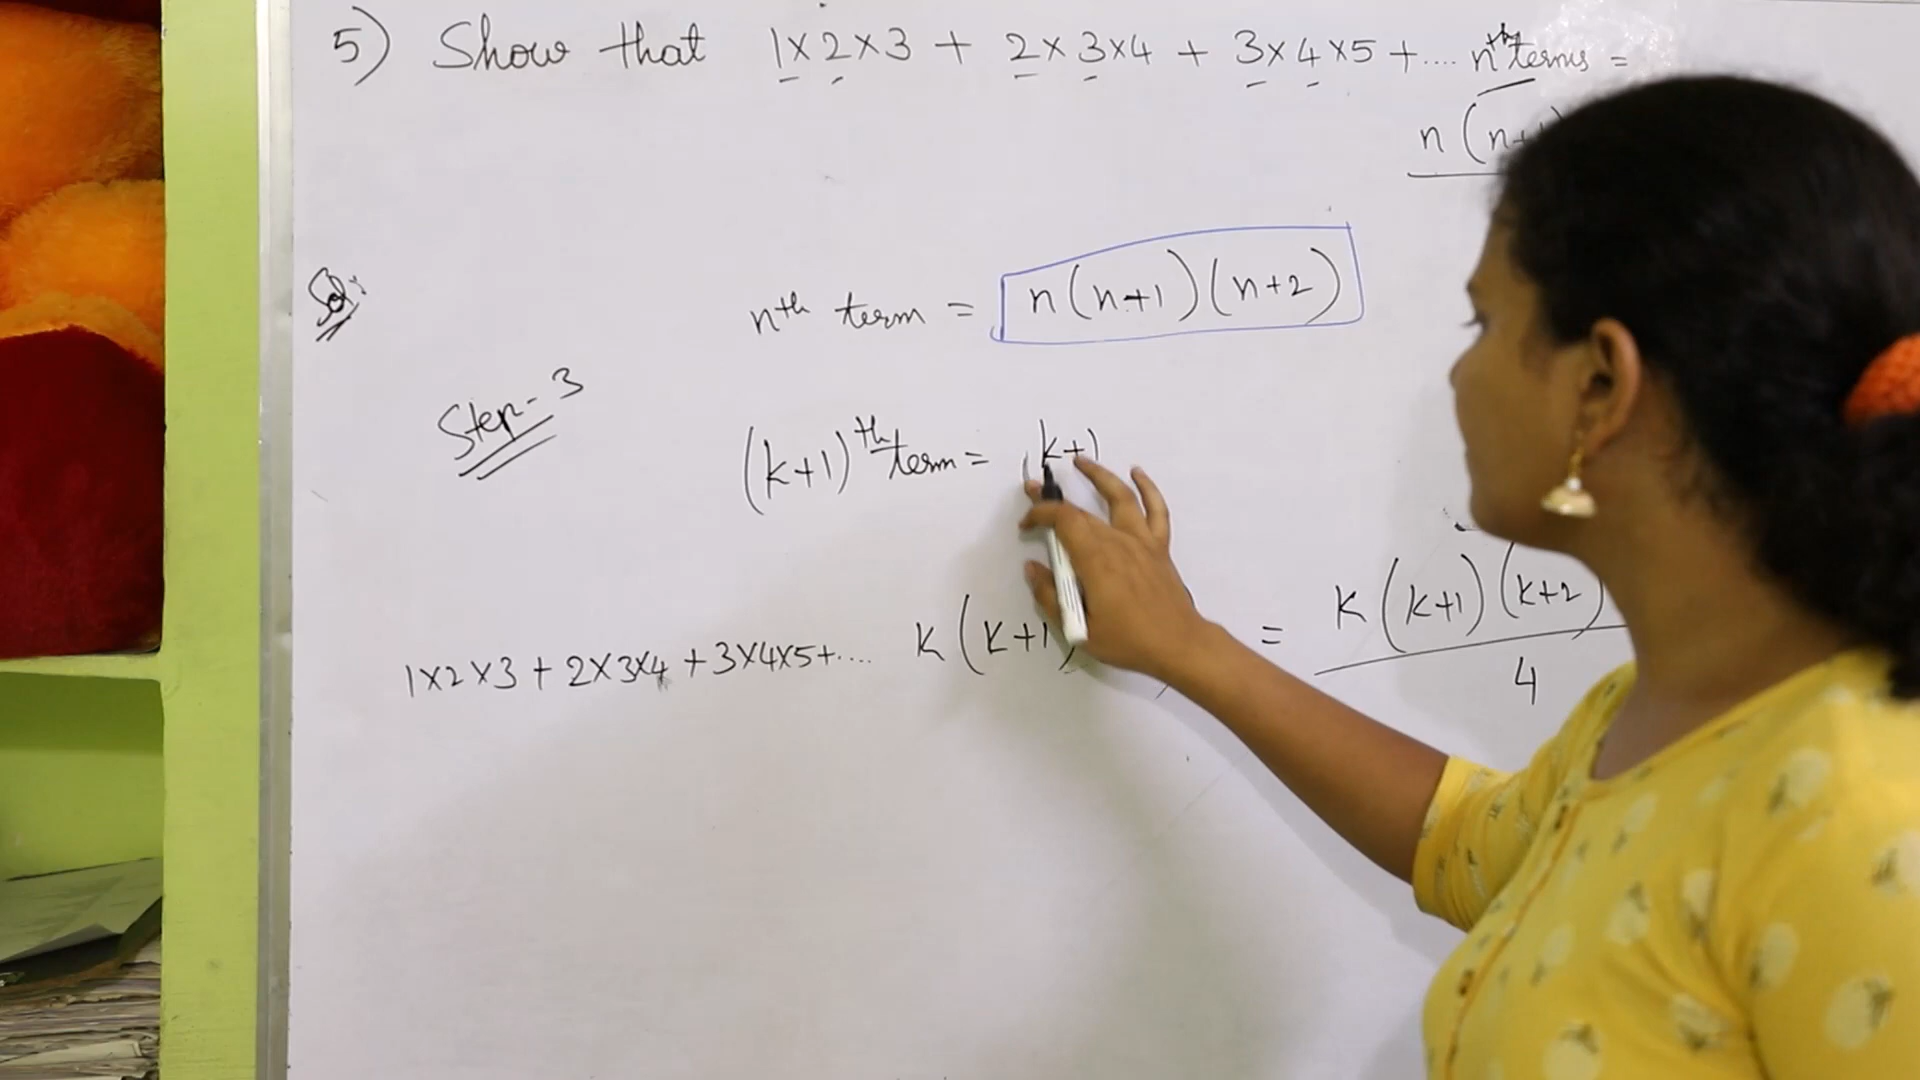 5) Show that 1×2×3 + 2×3×4 + 3×4×5 +.... nth terms =
n(n+1)
Sol:
nth term = n(n+1)(n+2)
Step-3
(k+1)th term = (k+1
1×2×3 + 2×3×4 + 3×4×5+.... k(k+1) = k(k+1)(k+2)
4